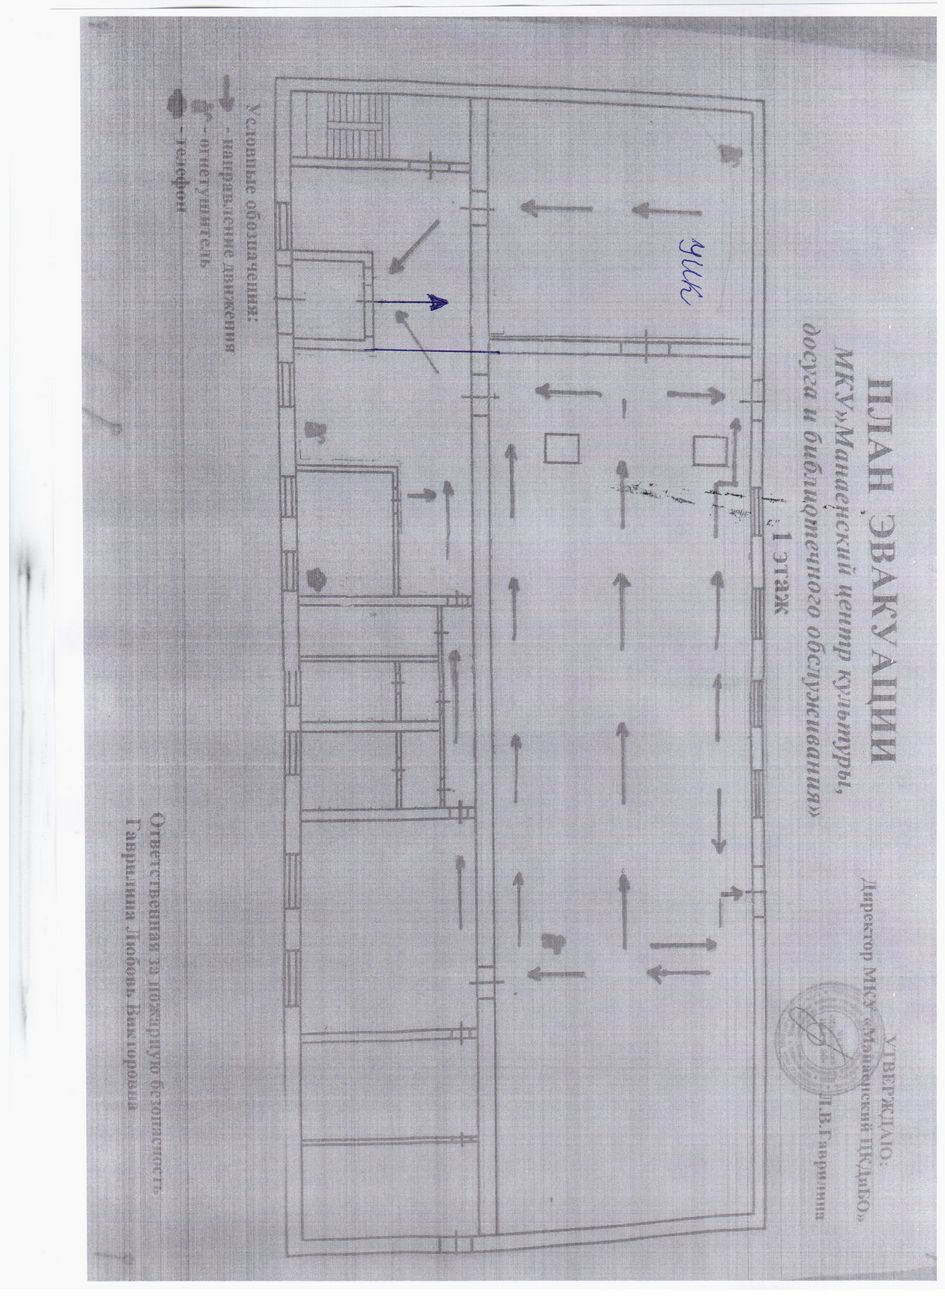 УТВЕРЖДАЮ:
Директор МКУ «Манаенский ЦКДиБО»
Л.В.Гаврилина
ПЛАН ЭВАКУАЦИИ
МКУ»Манаенский центр культуры,
досуга и библиотечного обслуживания»
1 этаж
УИК
Условные обозначения:
- направление движения
- огнетушитель
- телефон
Ответственная за пожарную безопасность
Гаврилина Любовь Викторовна